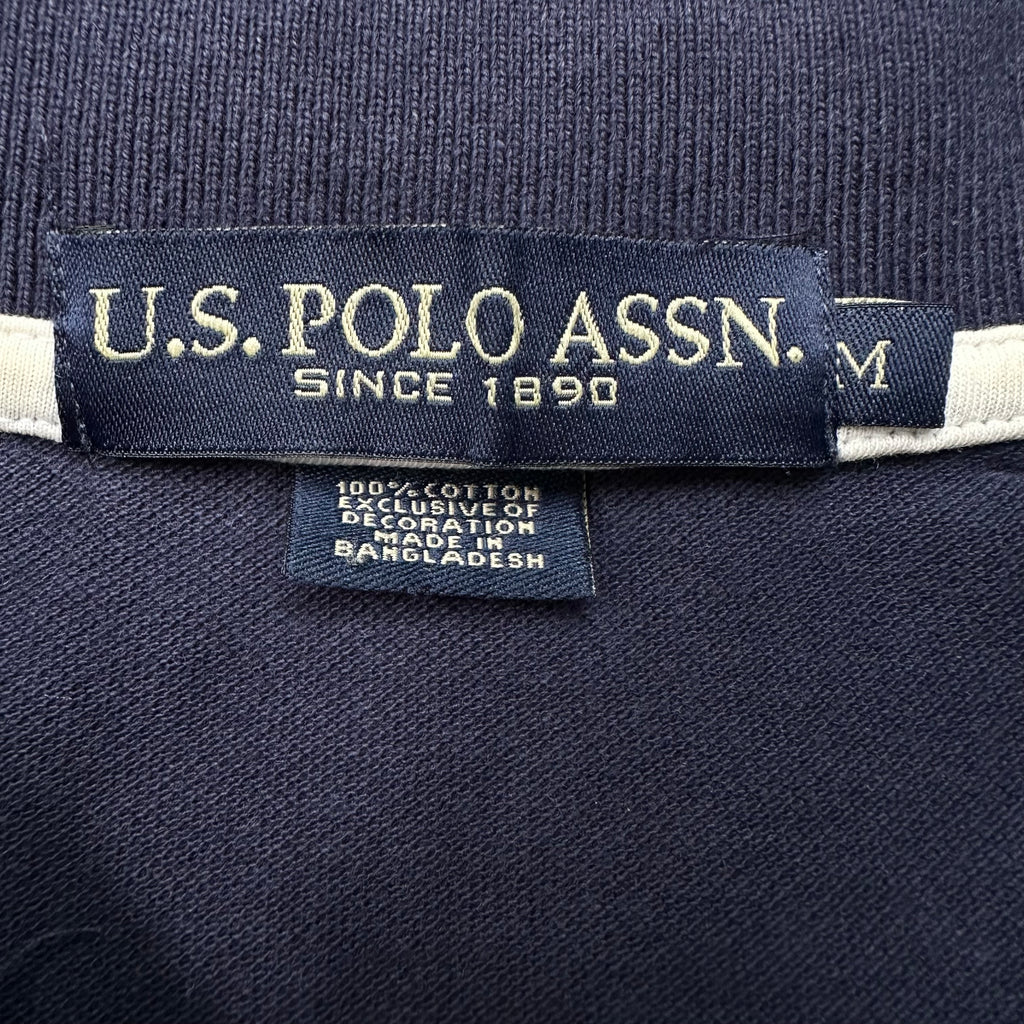 U.S. POLO ASSN.
SINCE 1890
M
100% COTTON
EXCLUSIVE OF
DECORATION
MADE IN
BANGLADESH